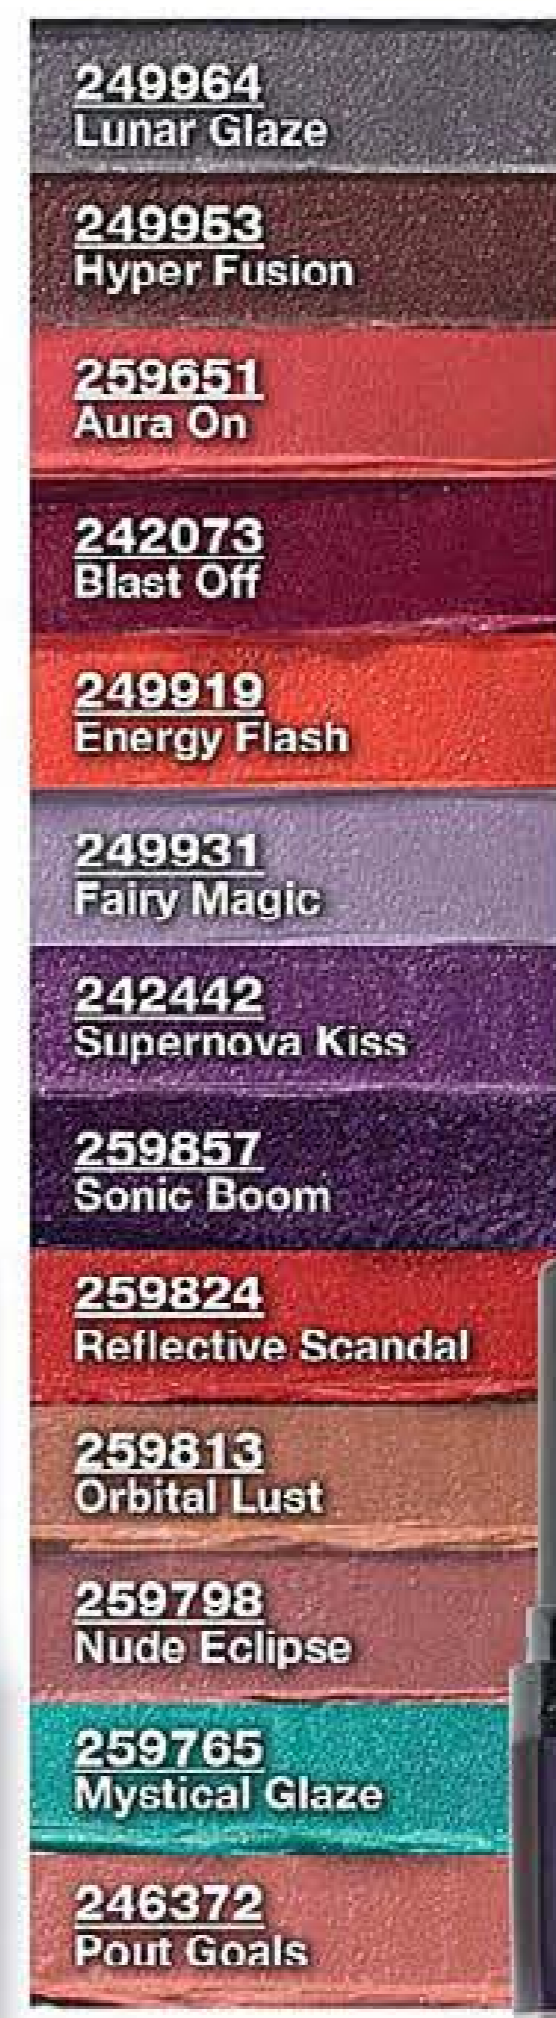 249964
Lunar Glaze
249953
Hyper Fusion
259651
Aura On
242073
Blast Off
249919
Energy Flash
249931
Fairy Magic
242442
Supernova Kiss
259857
Sonic Boom
259824
Reflective Scandal
259813
Orbital Lust
259798
Nude Eclipse
259765
Mystical Glaze
246372
Pout Goals